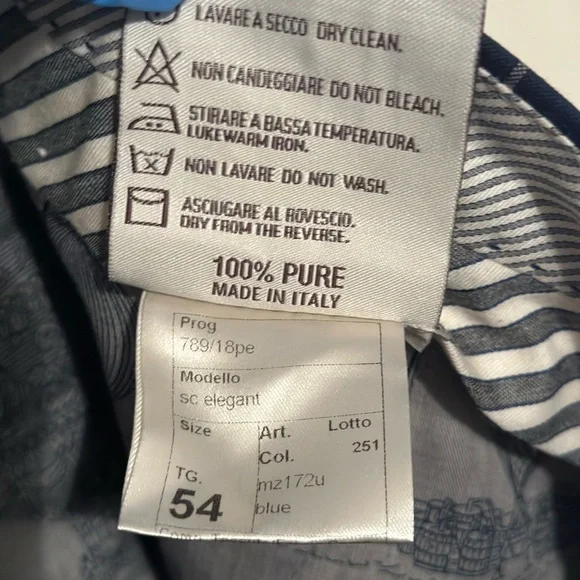 LAVARE A SECCO DRY CLEAN.
NON CANDEGGIARE DO NOT BLEACH.
STIRARE A BASSA TEMPERATURA.
LUKEWARM IRON.
NON LAVARE DO NOT WASH.
ASCIUGARE AL ROVESCIO.
DRY FROM THE REVERSE.
100% PURE
MADE IN ITALY
Prog
789/18pe
Modello
sc elegant
Size
Art. Lotto
Col. 251
TG.
54
mz172u
blue